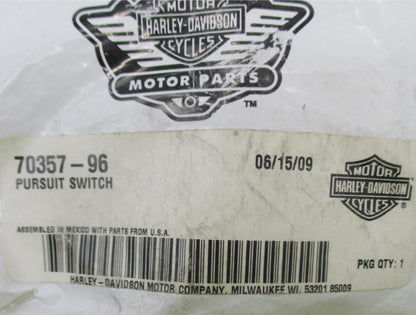 MOTOR
HARLEY-DAVIDSON
CYCLES
MOTOR PARTS
TM
70357-96
06/15/09
PURSUIT SWITCH
MOTOR
HARLEY-DAVIDSON
CYCLES
®
ASSEMBLED IN MEXICO WITH PARTS FROM U.S.A.
PKG QTY: 1
HARLEY-DAVIDSON MOTOR COMPANY, MILWAUKEE WI. 53201 85009